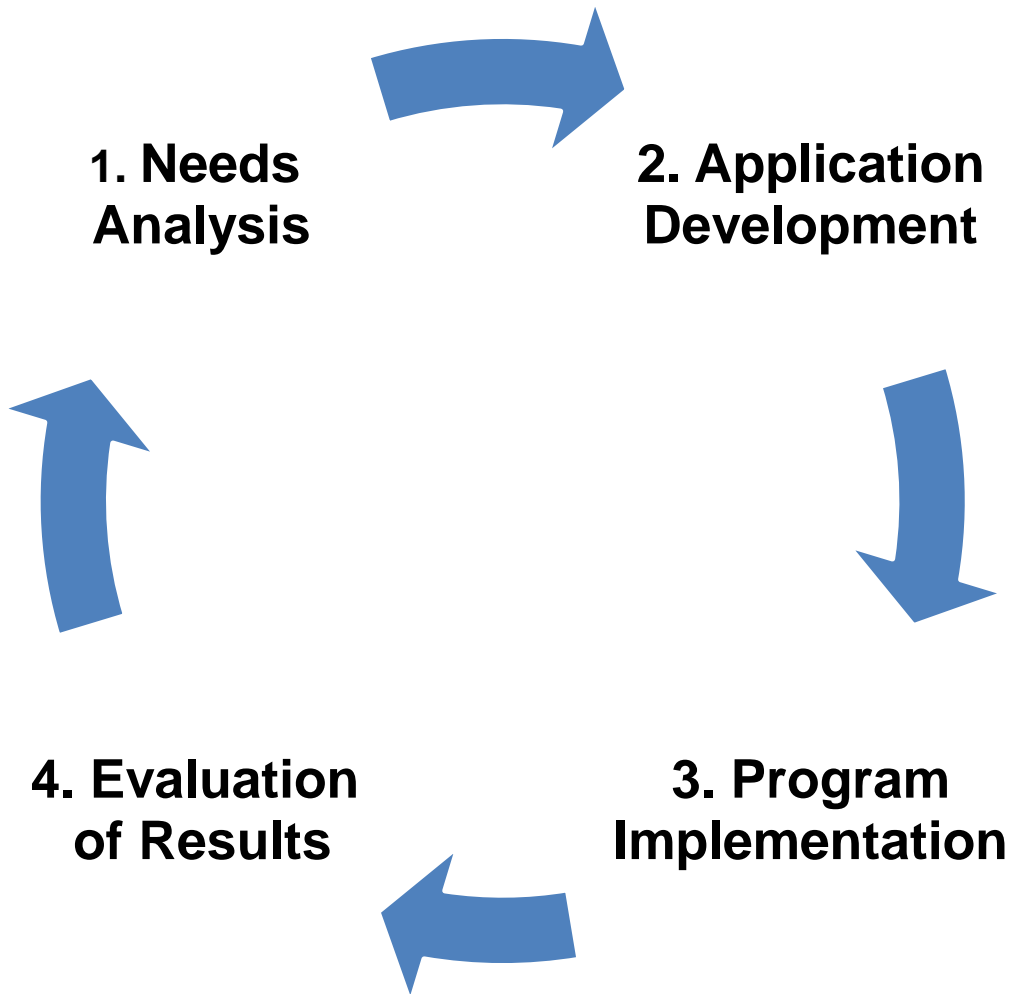 1. Needs
Analysis
2. Application
Development
3. Program
Implementation
4. Evaluation
of Results